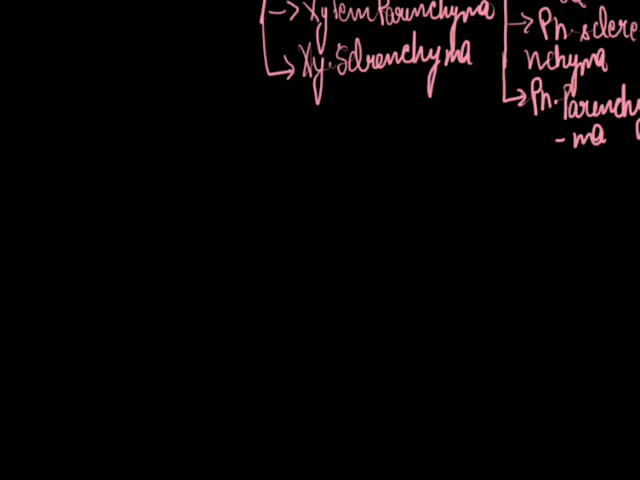 → Xylem Parenchyma
→ Xy. Sclrenchyma
→ Ph. sclere
nchyma
→ Ph. Parenchy
- ma